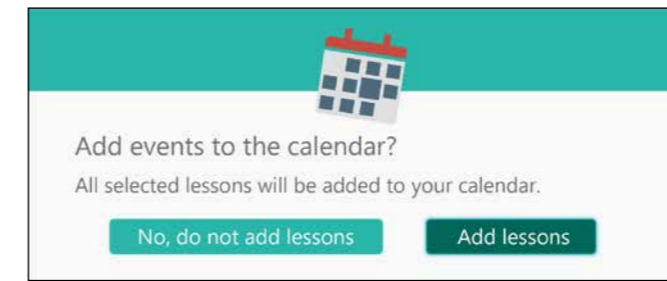 Add events to the calendar?
All selected lessons will be added to your calendar.
No, do not add lessons
Add lessons